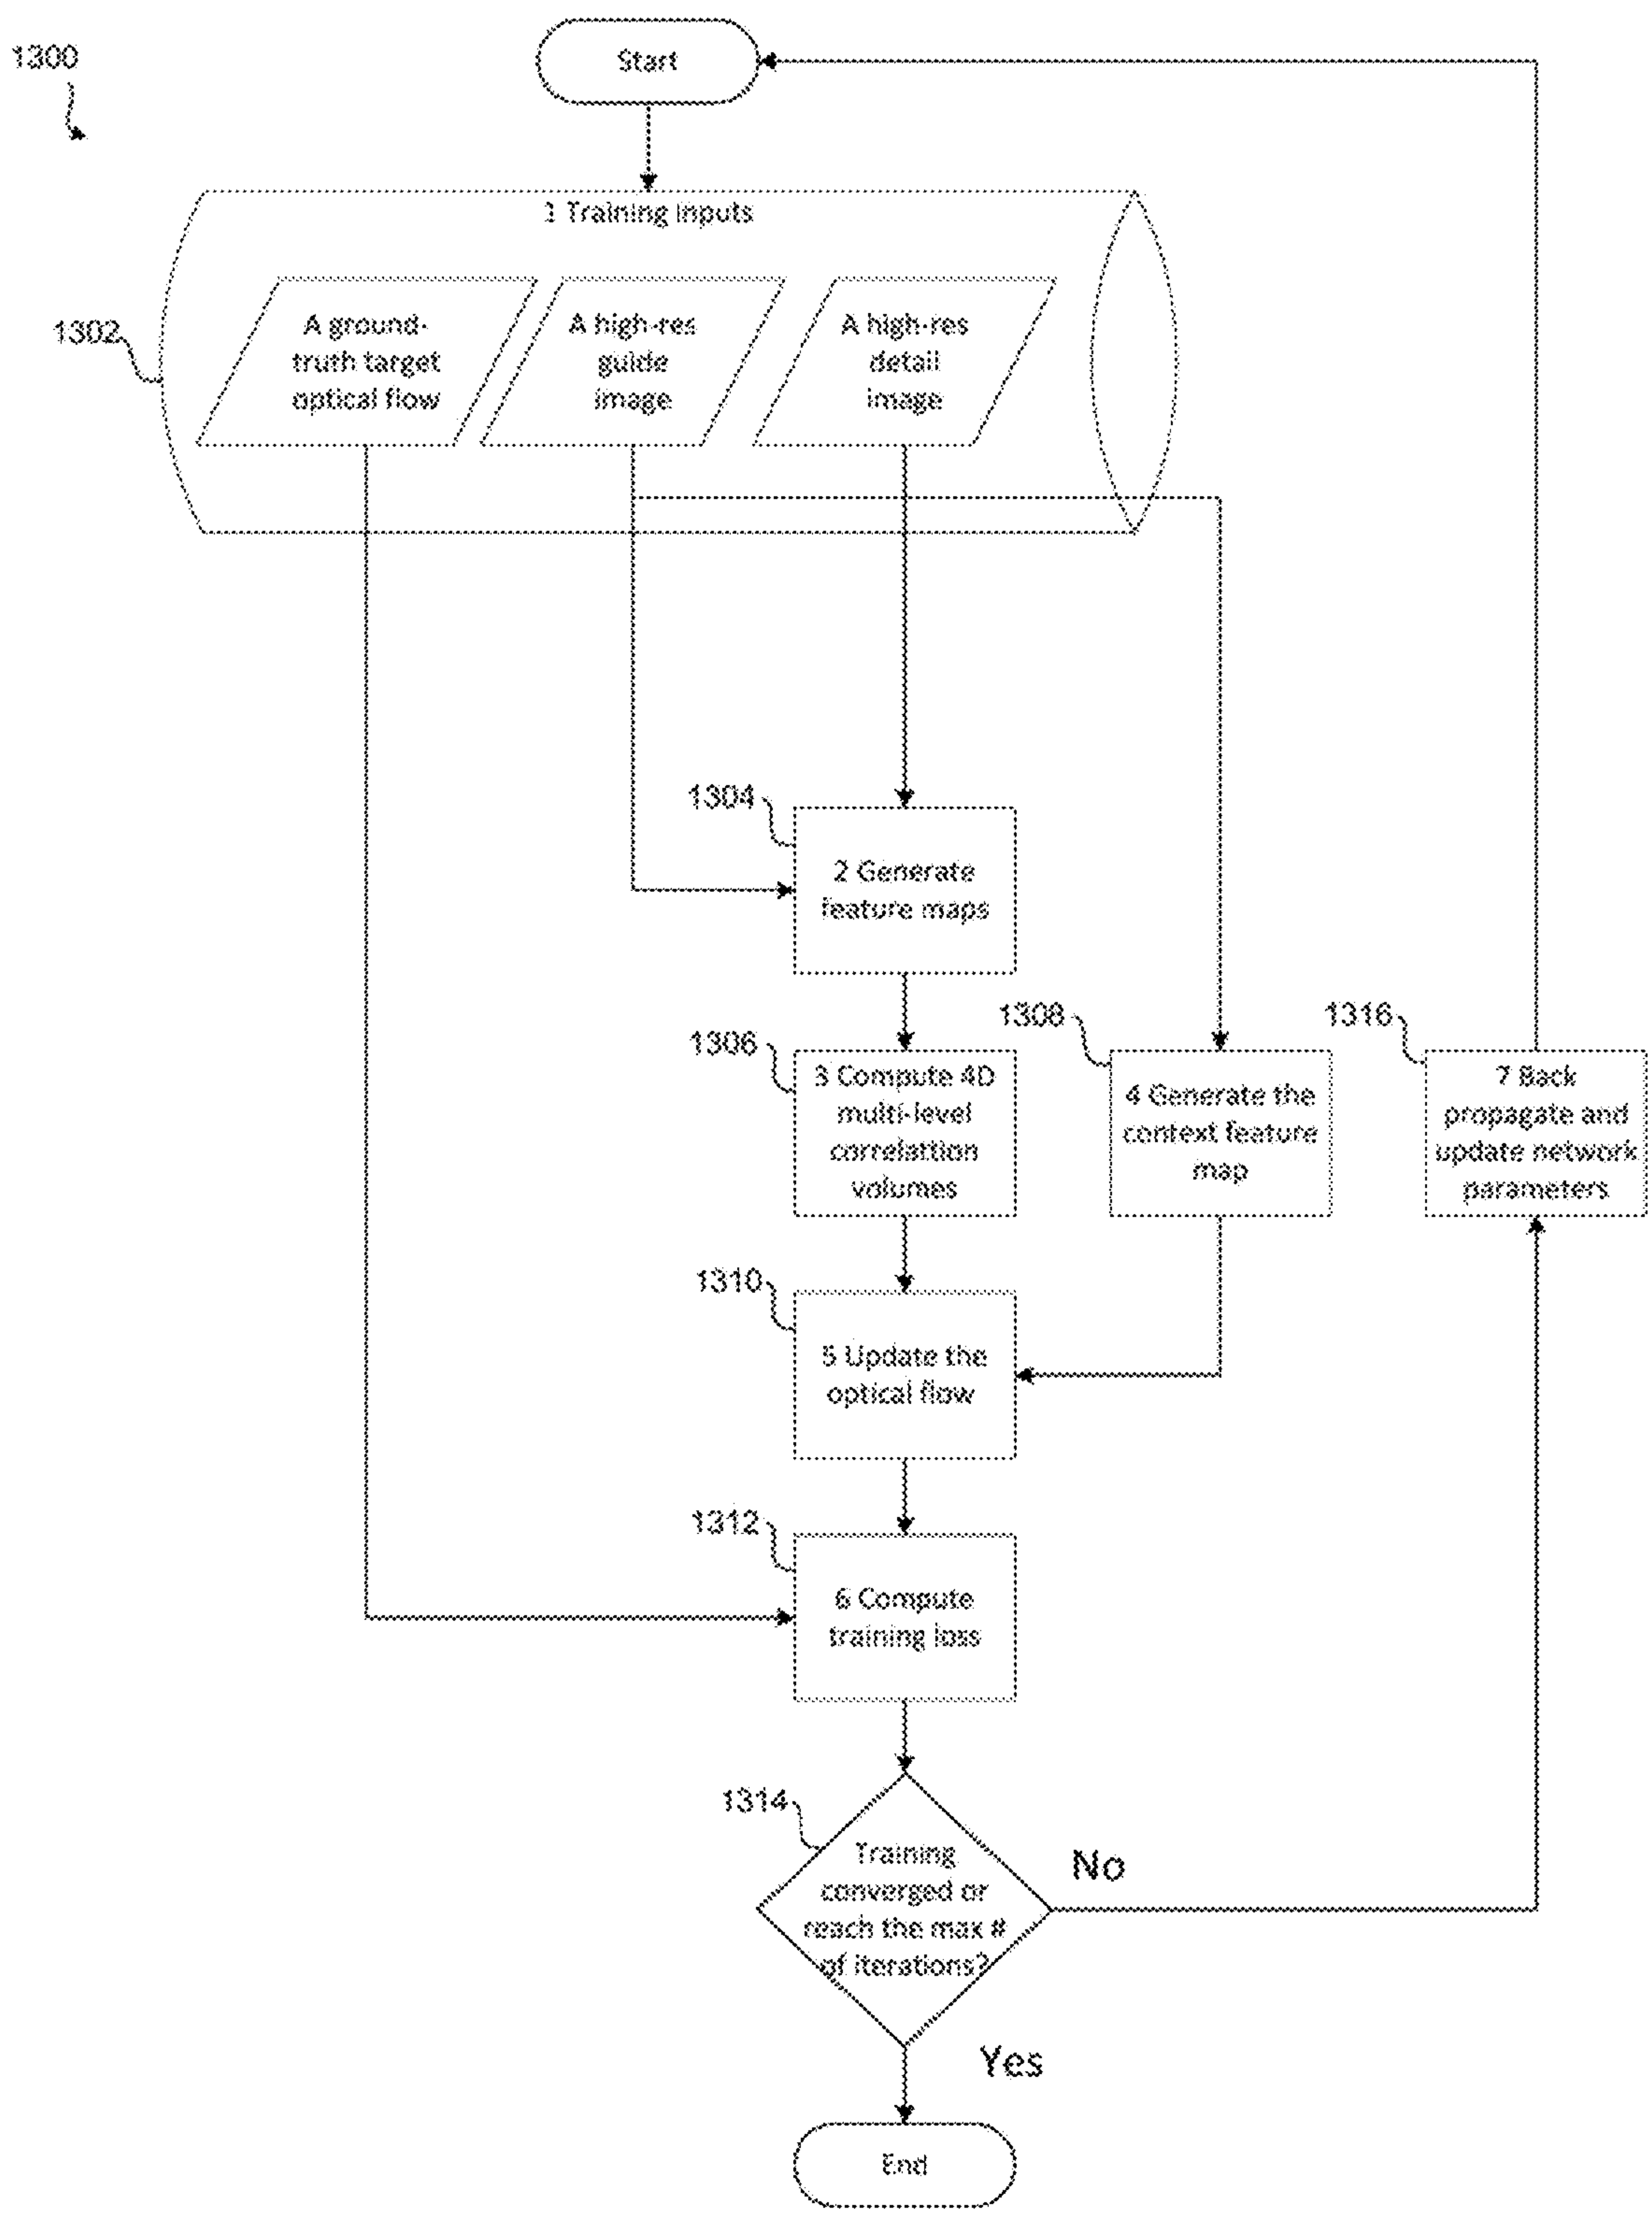 1300
Start
1 Training inputs
1302
A ground-
truth target
optical flow
A high-res
guide
image
A high-res
detail
image
1304
2 Generate
feature maps
1306
3 Compute 4D
multi-level
correlattion
volumes
1308
4 Generate the
context feature
map
1316
7 Back
propagate and
update network
parameters
1310
5 Update the
optical flow
1312
6 Compute
training loss
1314
Training
converged or
reach the max #
of iterations?
No
Yes
End